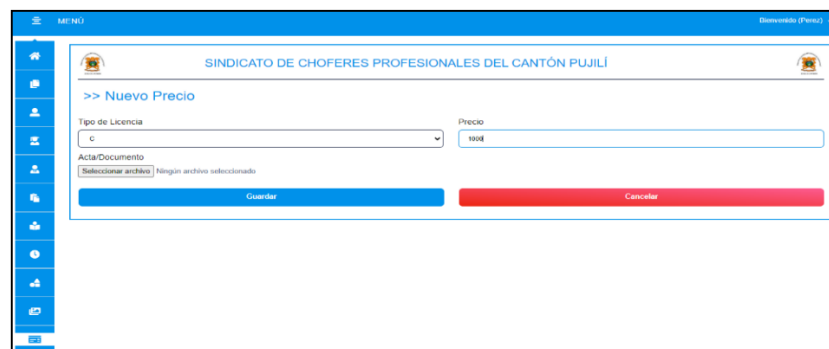 MENÚ
Bienvenido (Perez)
SINDICATO DE CHOFERES PROFESIONALES DEL CANTÓN PUJILÍ
>> Nuevo Precio
Tipo de Licencia
Precio
C
1000
Acta/Documento
Seleccionar archivo Ningún archivo seleccionado
Guardar
Cancelar